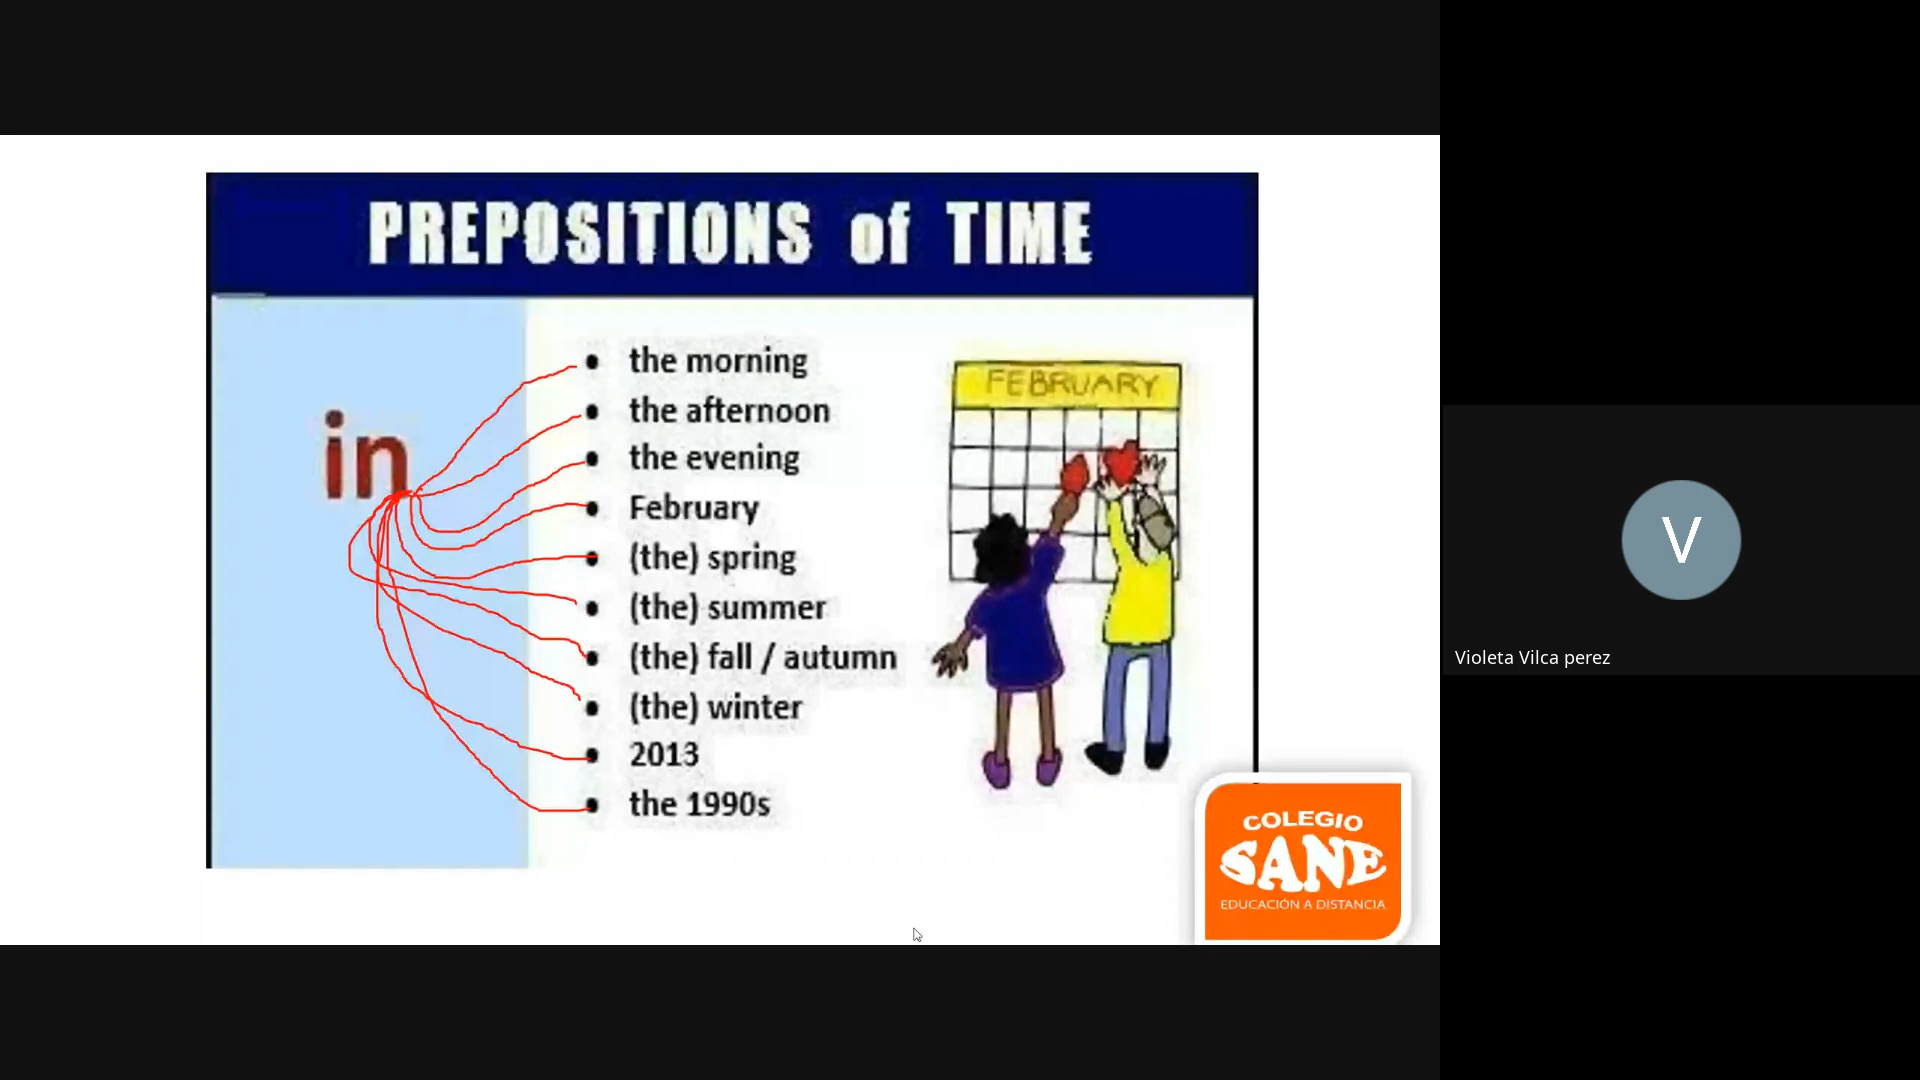 PREPOSITIONS of TIME
in
• the morning
• the afternoon
• the evening
• February
• (the) spring
• (the) summer
• (the) fall / autumn
• (the) winter
• 2013
• the 1990s
FEBRUARY
COLEGIO
SANE
EDUCACIÓN A DISTANCIA
V
Violeta Vilca perez